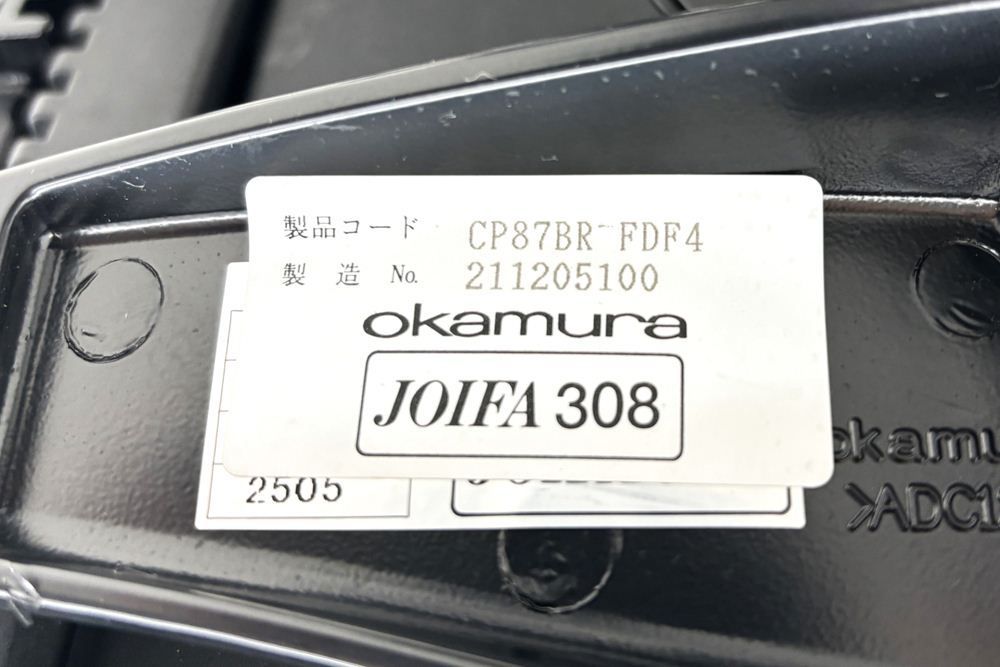 製品コード CP87BR-FDF4
製 造 No. 211205100
okamura
JOIFA 308
2505
okamu
>ADC1